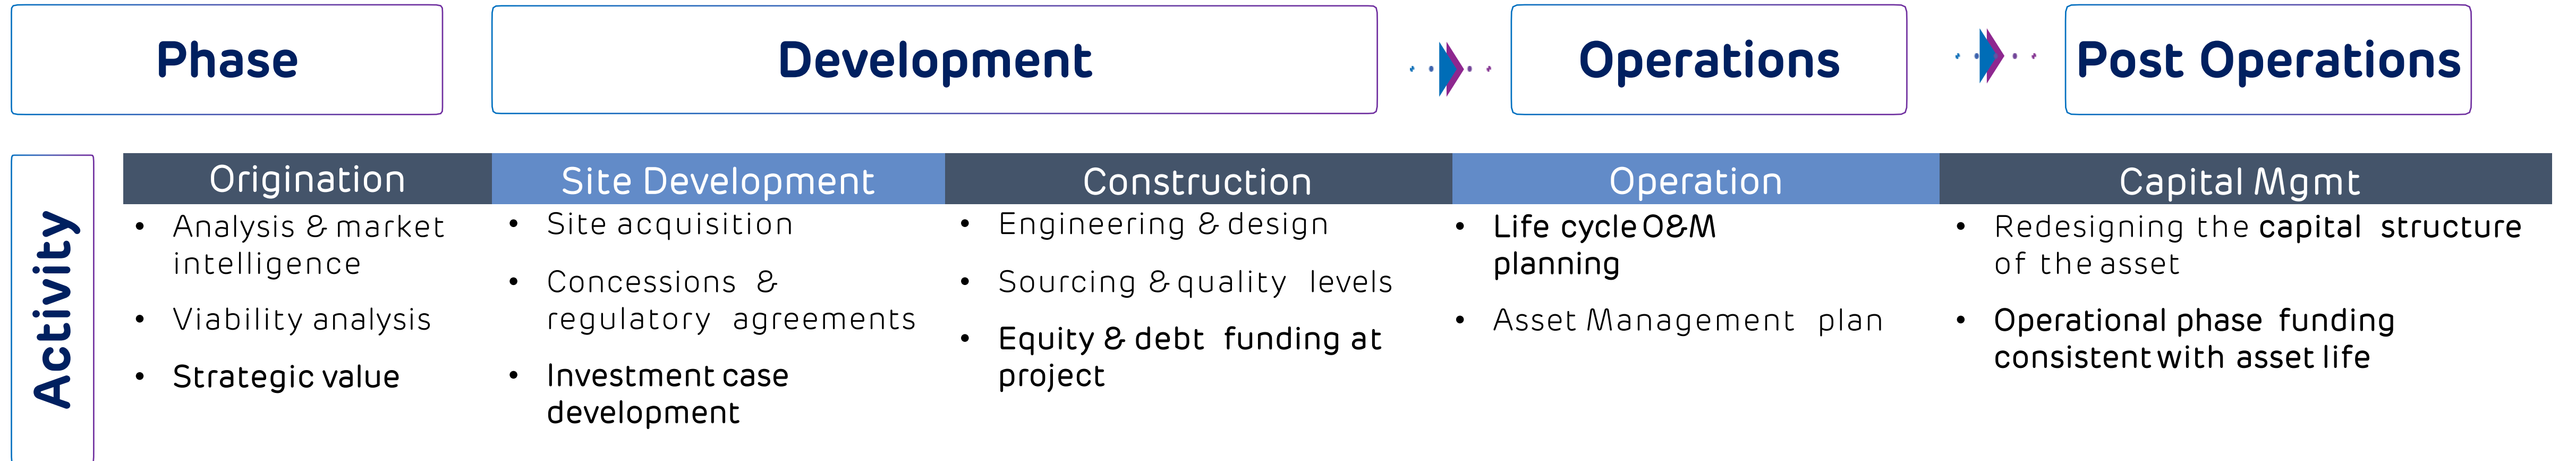 Phase
Development
Operations
Post Operations
Activity
Origination
• Analysis & market
intelligence
• Viability analysis
• Strategic value
Site Development
• Site acquisition
• Concessions &
regulatory agreements
• Investment case
development
Construction
• Engineering & design
• Sourcing & quality levels
• Equity & debt funding at
project
Operation
• Life cycle O&M
planning
• Asset Management plan
Capital Mgmt
• Redesigning the capital structure
of the asset
• Operational phase funding
consistent with asset life